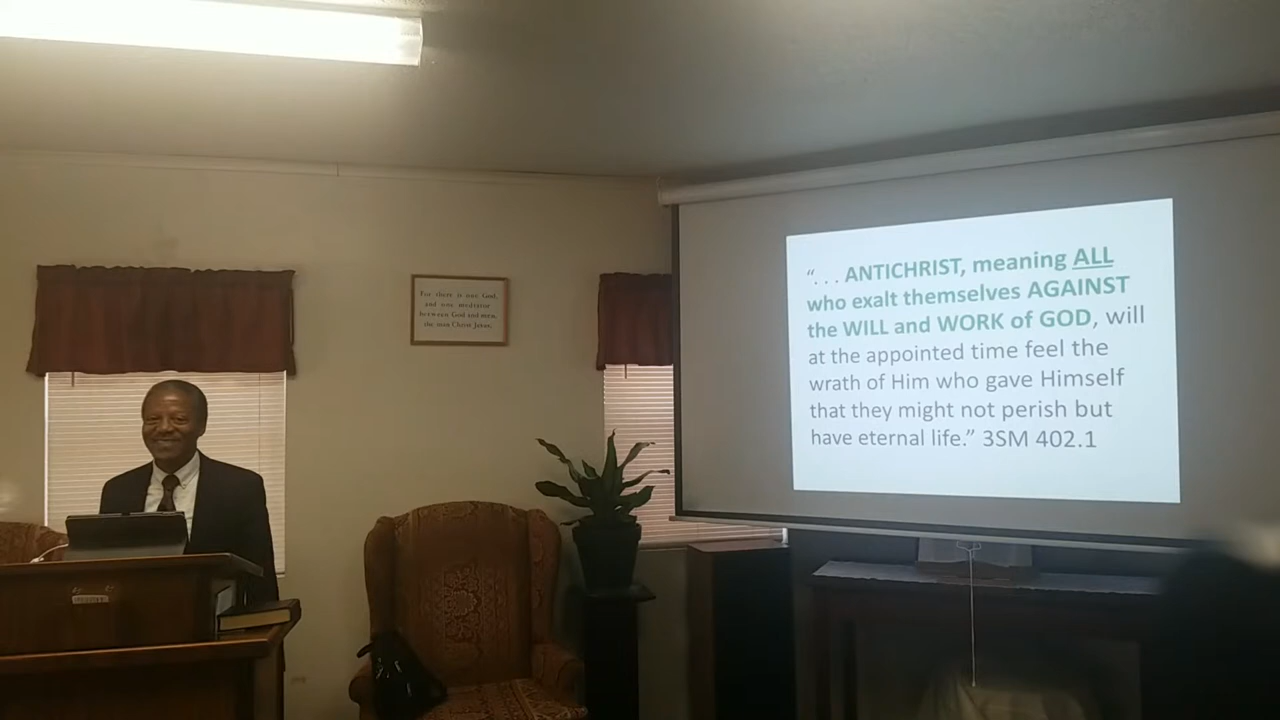 For there is one God,
and one mediator
between God and men,
the man Christ Jesus;
“. . . ANTICHRIST, meaning ALL
who exalt themselves AGAINST
the WILL and WORK of GOD, will
at the appointed time feel the
wrath of Him who gave Himself
that they might not perish but
have eternal life.” 3SM 402.1